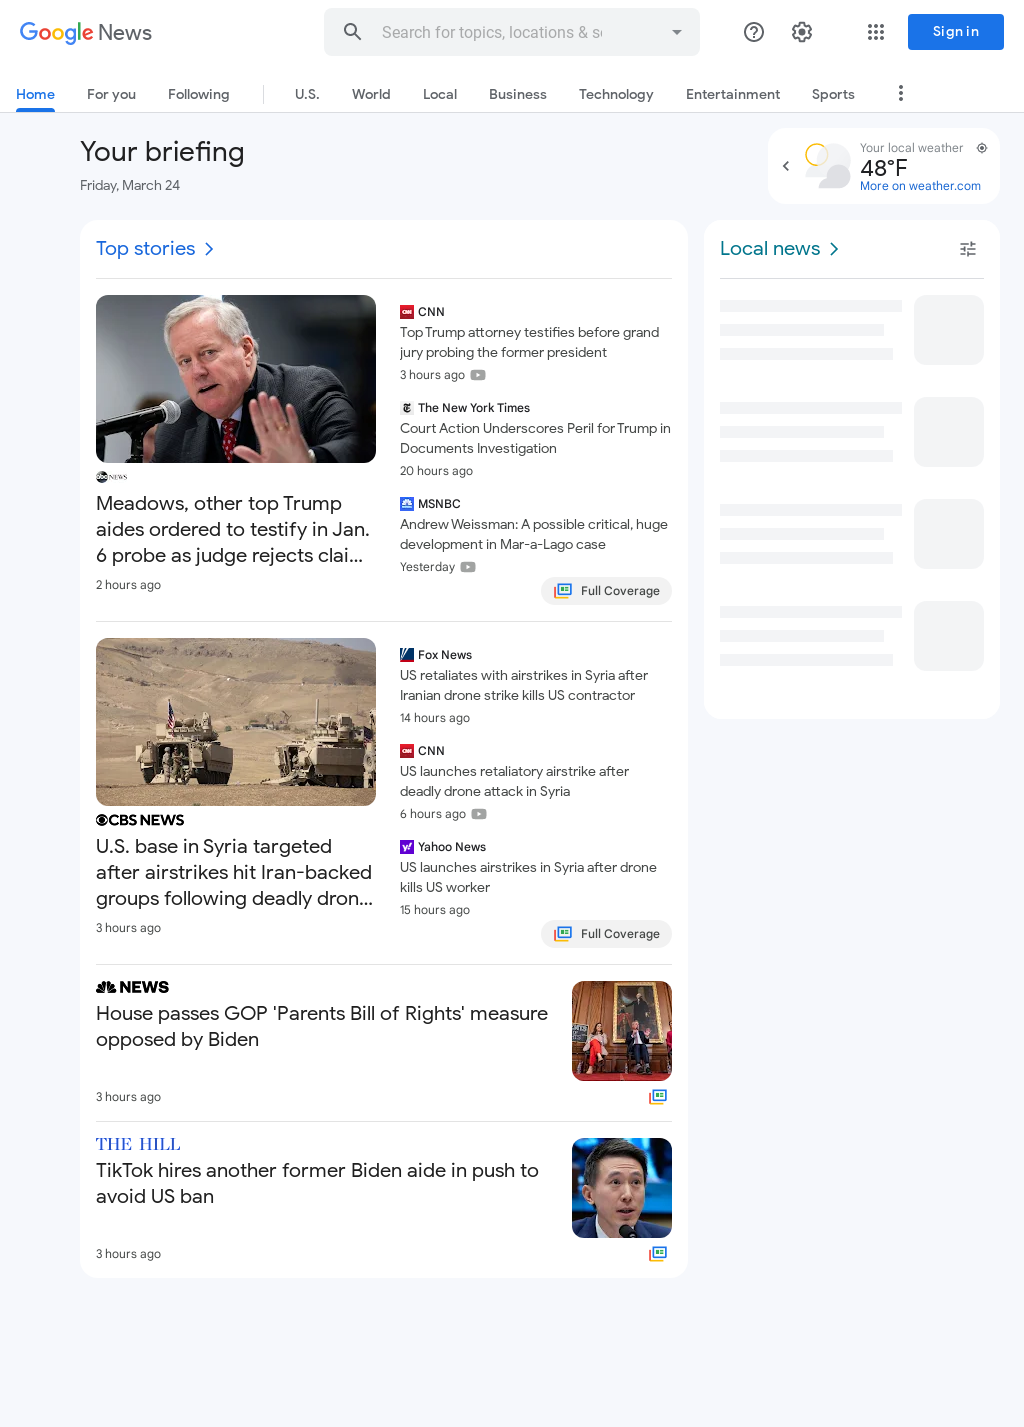 Google News
Search for topics, locations & so
Sign in
Home
For you
Following
U.S.
World
Local
Business
Technology
Entertainment
Sports
Your briefing
Friday, March 24
Your local weather
48°F
More on weather.com
Top stories
abc NEWS
Meadows, other top Trump
aides ordered to testify in Jan.
6 probe as judge rejects clai...
2 hours ago
CNN
Top Trump attorney testifies before grand
jury probing the former president
3 hours ago
The New York Times
Court Action Underscores Peril for Trump in
Documents Investigation
20 hours ago
MSNBC
Andrew Weissman: A possible critical, huge
development in Mar-a-Lago case
Yesterday
Full Coverage
CBS NEWS
U.S. base in Syria targeted
after airstrikes hit Iran-backed
groups following deadly dron...
3 hours ago
Fox News
US retaliates with airstrikes in Syria after
Iranian drone strike kills US contractor
14 hours ago
CNN
US launches retaliatory airstrike after
deadly drone attack in Syria
6 hours ago
Yahoo News
US launches airstrikes in Syria after drone
kills US worker
15 hours ago
Full Coverage
NEWS
House passes GOP 'Parents Bill of Rights' measure
opposed by Biden
3 hours ago
THE HILL
TikTok hires another former Biden aide in push to
avoid US ban
3 hours ago
Local news